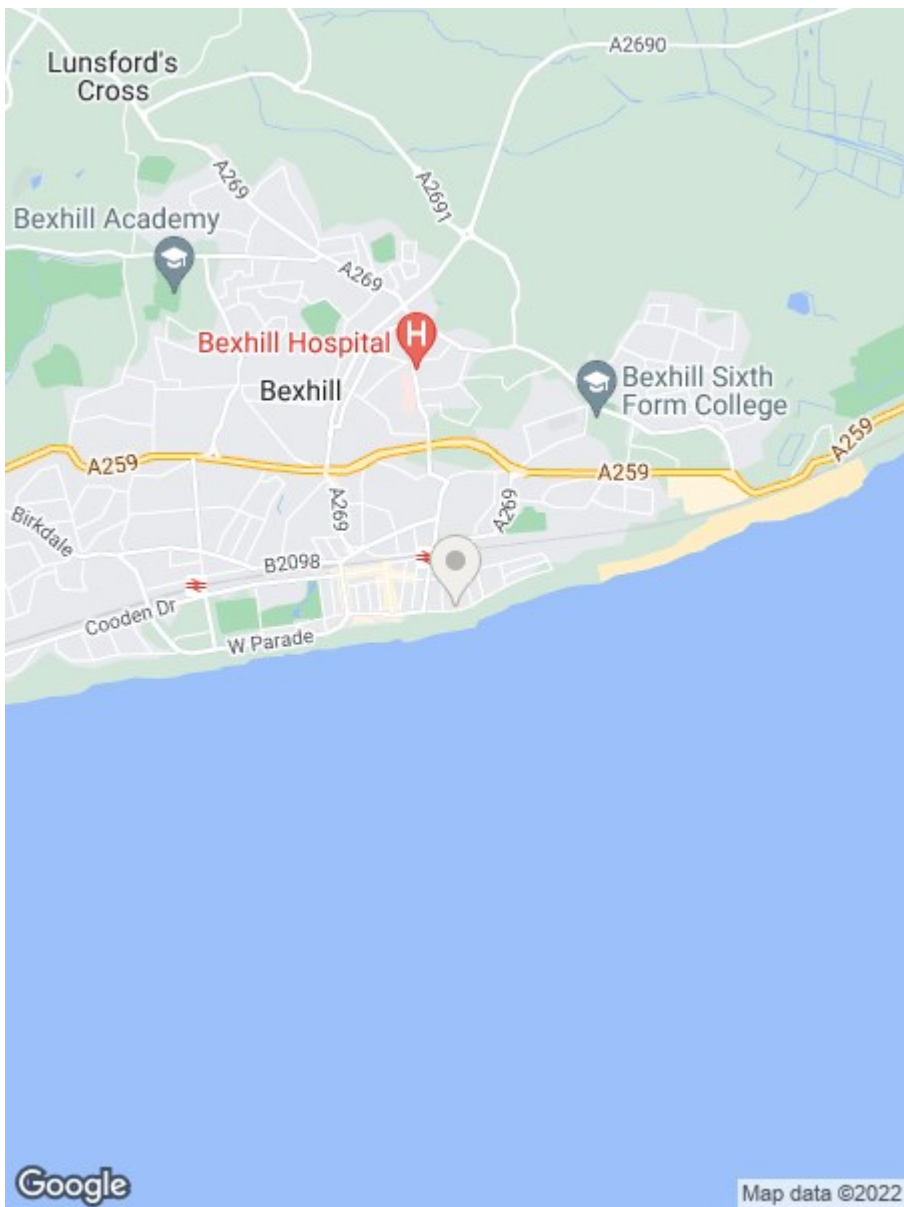 A2690
Lunsford's
Cross
A269
A2691
Bexhill Academy
A269
Bexhill Hospital
H
Bexhill
Bexhill Sixth
Form College
A259
A259
A259
A269
A269
Birkdale
B2098
Cooden Dr
W Parade
Google
Map data ©2022